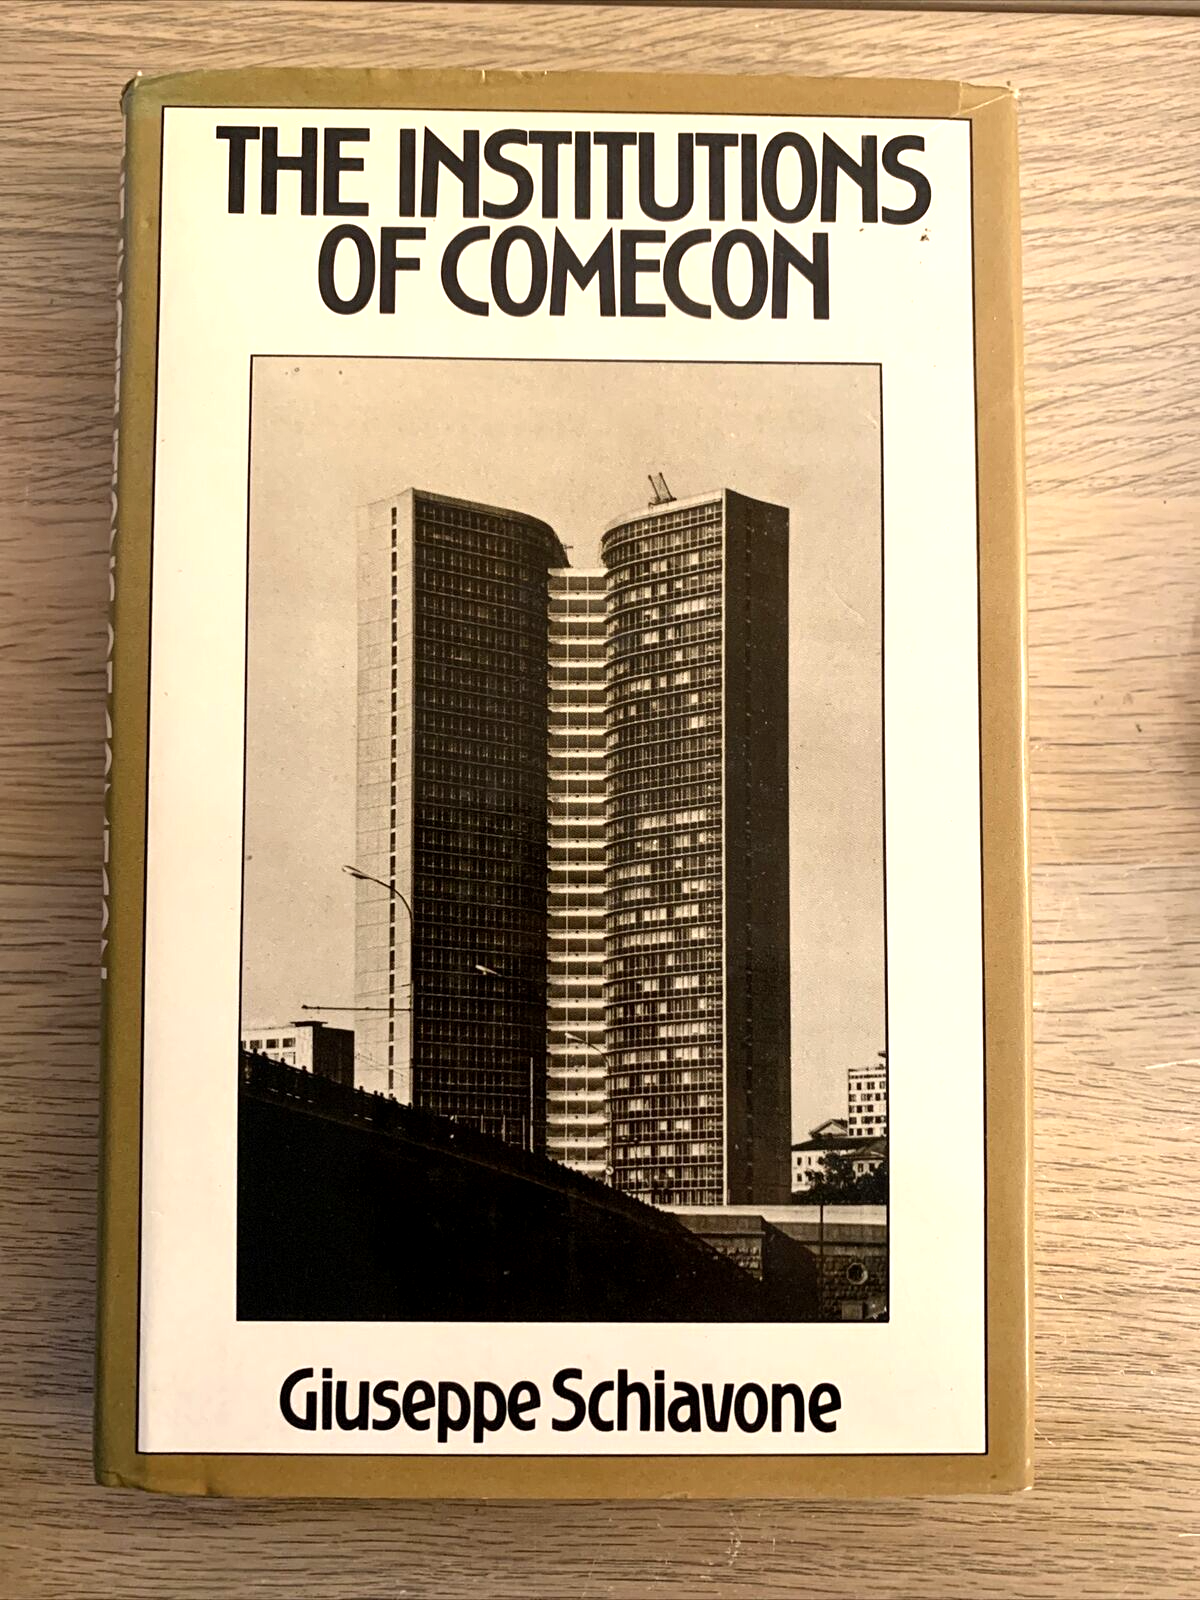 THE INSTITUTIONS
OF COMECON
Giuseppe Schiavone